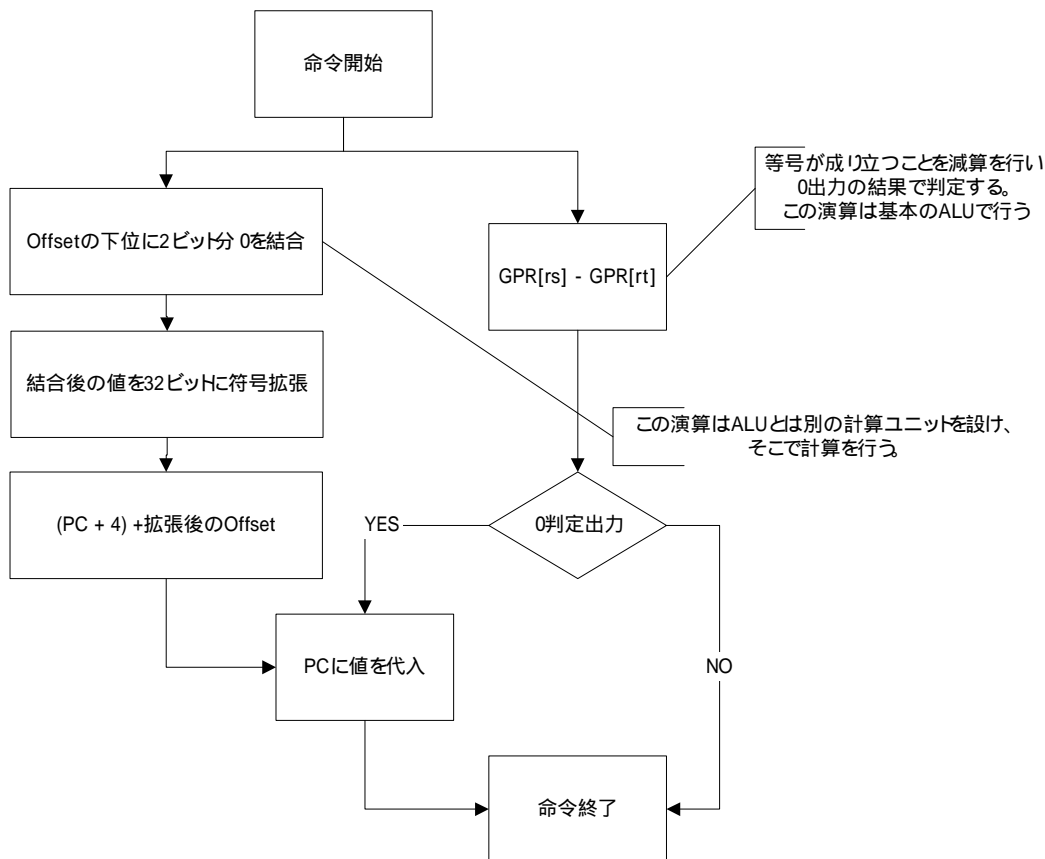 命令開始
等号が成り立つことを減算を行い
0出力の結果で判定する。
この演算は基本のALUで行う
Offsetの下位に2ビット分 0を結合
GPR[rs] - GPR[rt]
結合後の値を32ビットに符号拡張
この演算はALUとは別の計算ユニットを設け、
そこで計算を行う。
(PC + 4) +拡張後のOffset
YES
0判定出力
PCに値を代入
NO
命令終了